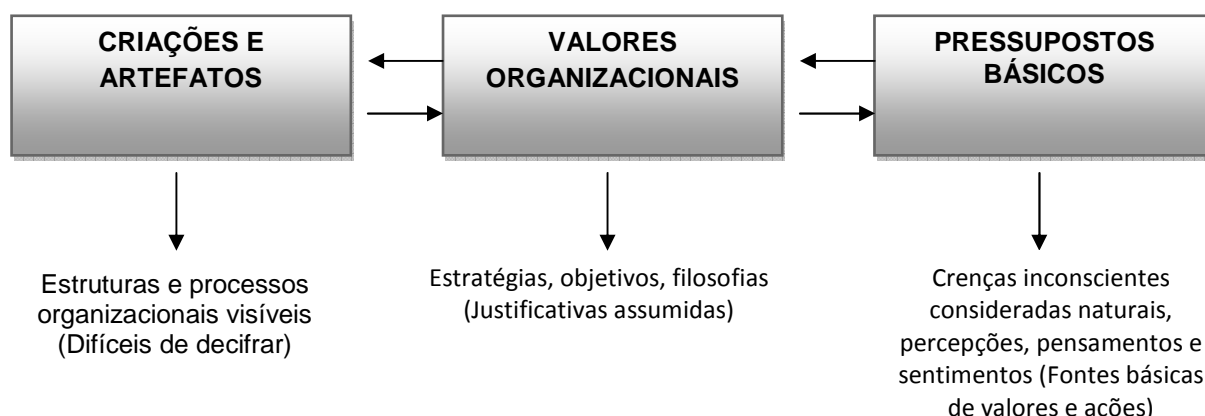 CRIAÇÕES E
ARTEFATOS
VALORES
ORGANIZACIONAIS
PRESSUPOSTOS
BÁSICOS
Estruturas e processos
organizacionais visíveis
(Difíceis de decifrar)
Estratégias, objetivos, filosofias
(Justificativas assumidas)
Crenças inconscientes
consideradas naturais,
percepções, pensamentos e
sentimentos (Fontes básicas
de valores e ações)